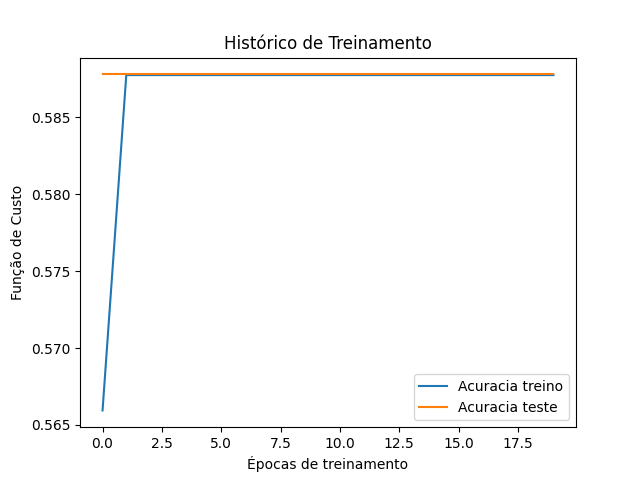 Histórico de Treinamento
Função de Custo
0.585
0.580
0.575
0.570
0.565
0.0 2.5 5.0 7.5 10.0 12.5 15.0 17.5
Épocas de treinamento
Acuracia treino
Acuracia teste